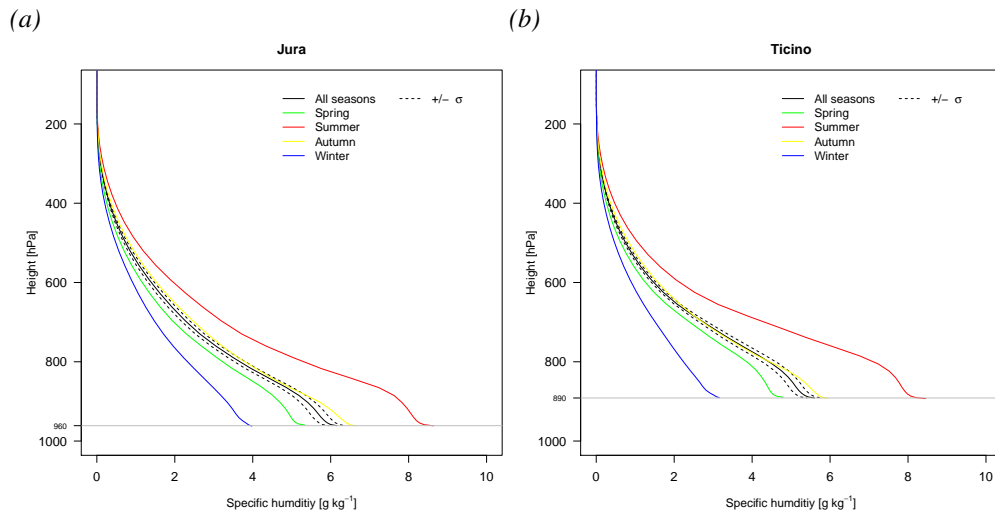 (a)
Jura
All seasons
+/− σ
Spring
Summer
Autumn
Winter
Height [hPa]
200
400
600
800
960
1000
0 2 4 6 8 10
Specific humditiy [g kg⁻¹]
(b)
Ticino
All seasons
+/− σ
Spring
Summer
Autumn
Winter
Height [hPa]
200
400
600
800
890
1000
0 2 4 6 8 10
Specific humditiy [g kg⁻¹]